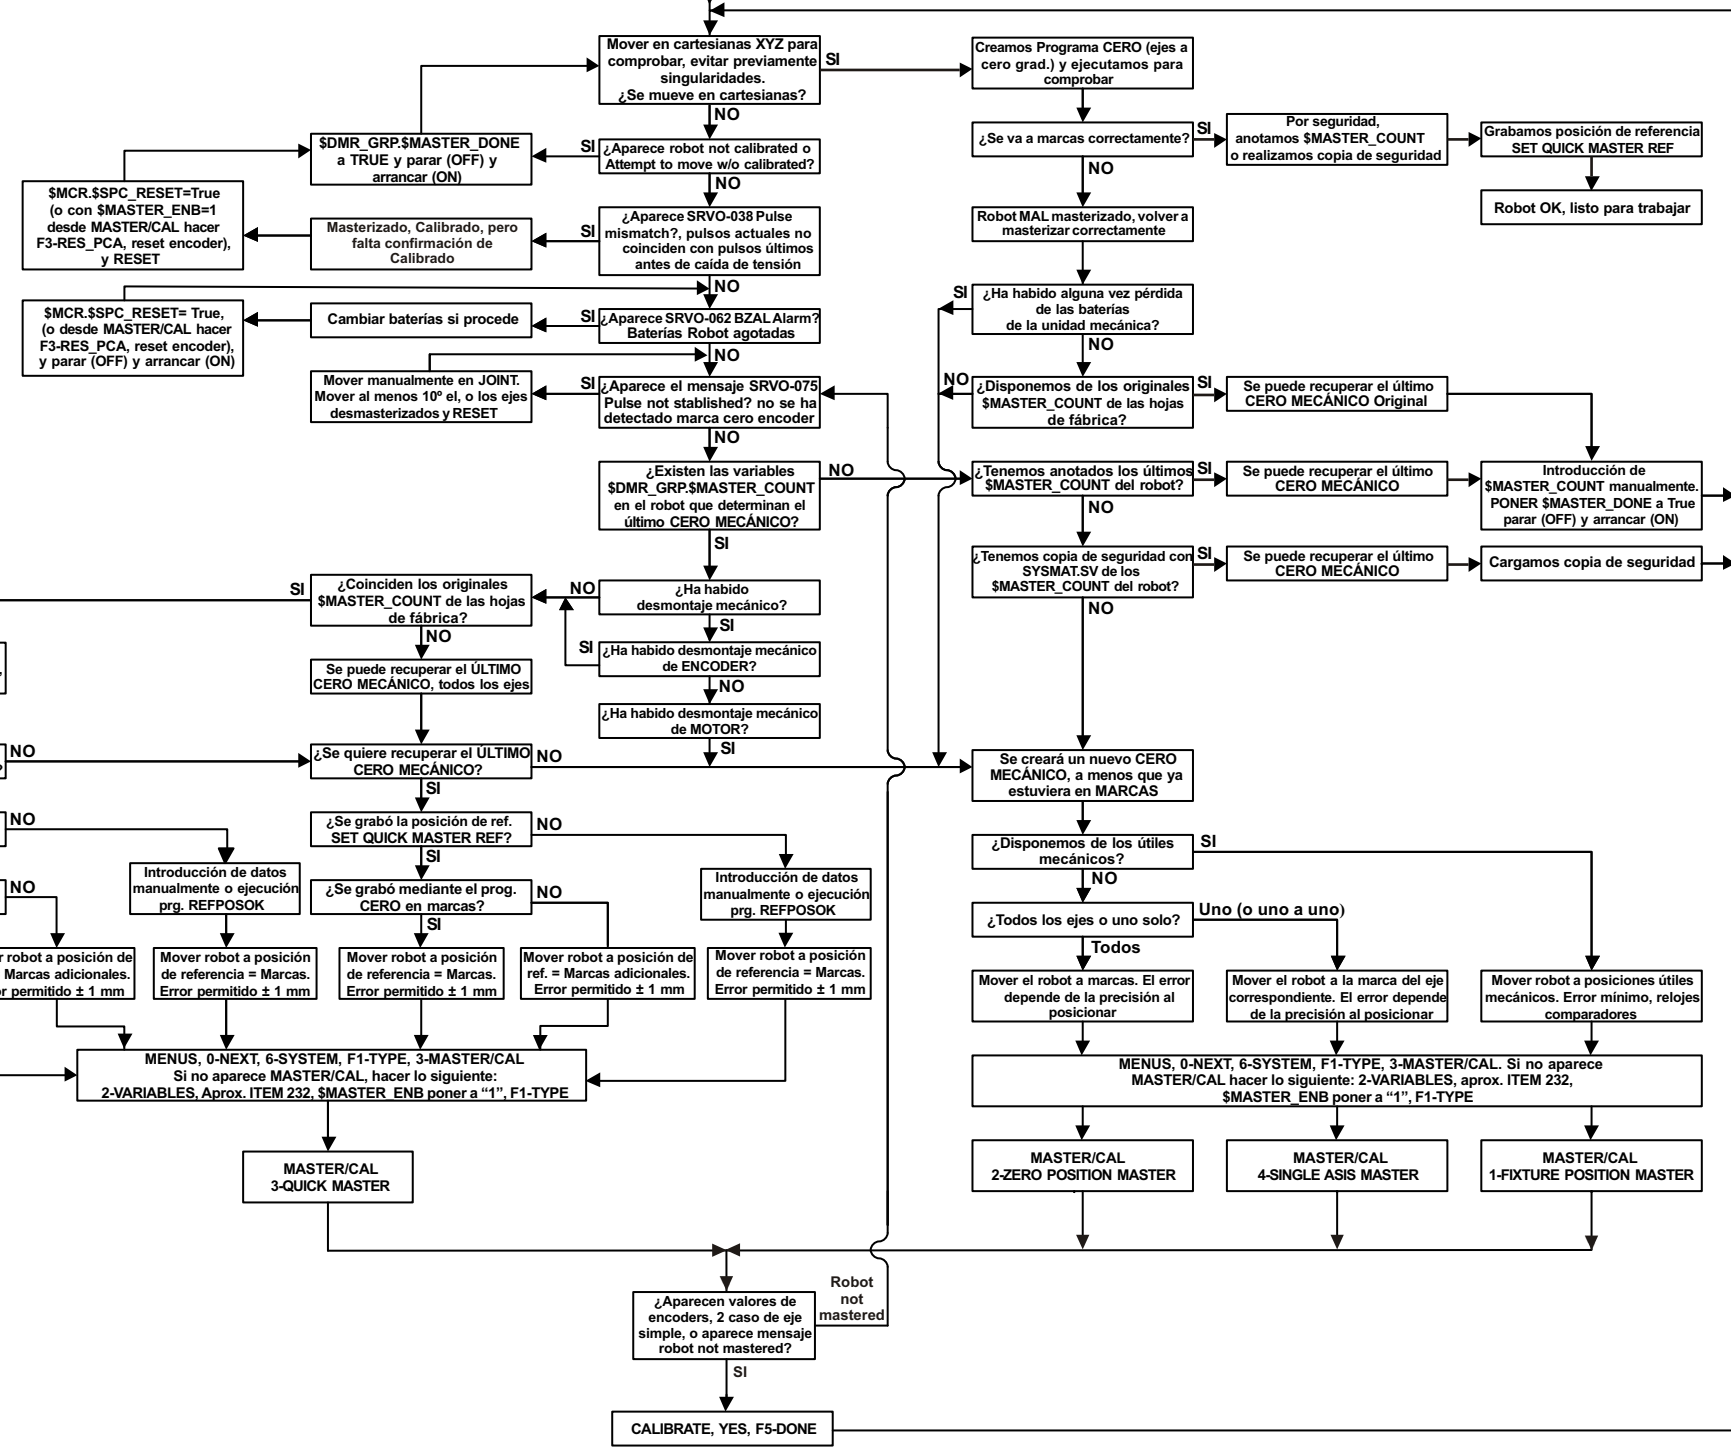 Mover en cartesianas XYZ para
comprobar, evitar previamente
singularidades.
¿Se mueve en cartesianas?
SI
NO
Creamos Programa CERO (ejes a
cero grad.) y ejecutamos para
comprobar
$DMR_GRP.$MASTER_DONE
a TRUE y parar (OFF) y
arrancar (ON)
SI
¿Aparece robot not calibrated o
Attempt to move w/o calibrated?
NO
¿Se va a marcas correctamente?
SI
NO
Por seguridad,
anotamos $MASTER_COUNT
o realizamos copia de seguridad
Grabamos posición de referencia
SET QUICK MASTER REF
Robot OK, listo para trabajar
$MCR.$SPC_RESET=True
(o con $MASTER_ENB=1
desde MASTER/CAL hacer
F3-RES_PCA, reset encoder),
y RESET
Masterizado, Calibrado, pero
falta confirmación de
Calibrado
SI
¿Aparece SRVO-038 Pulse
mismatch?, pulsos actuales no
coinciden con pulsos últimos
antes de caída de tensión
NO
Robot MAL masterizado, volver a
masterizar correctamente
SI
¿Ha habido alguna vez pérdida
de las baterías
de la unidad mecánica?
NO
$MCR.$SPC_RESET= True,
(o desde MASTER/CAL hacer
F3-RES_PCA, reset encoder),
y parar (OFF) y arrancar (ON)
Cambiar baterías si procede
SI
¿Aparece SRVO-062 BZAL Alarm?
Baterías Robot agotadas
NO
Mover manualmente en JOINT.
Mover al menos 10º el, o los ejes
desmasterizados y RESET
SI
¿Aparece el mensaje SRVO-075
Pulse not stablished? no se ha
detectado marca cero encoder
NO
NO
¿Disponemos de los originales
$MASTER_COUNT de las hojas
de fábrica?
SI
Se puede recuperar el último
CERO MECÁNICO Original
¿Existen las variables
$DMR_GRP.$MASTER_COUNT
en el robot que determinan el
último CERO MECÁNICO?
NO
SI
¿Tenemos anotados los últimos
$MASTER_COUNT del robot?
SI
NO
Se puede recuperar el último
CERO MECÁNICO
Introducción de
$MASTER_COUNT manualmente.
PONER $MASTER_DONE a True
parar (OFF) y arrancar (ON)
¿Tenemos copia de seguridad con
SYSMAT.SV de los
$MASTER_COUNT del robot?
SI
NO
Se puede recuperar el último
CERO MECÁNICO
Cargamos copia de seguridad
SI
¿Coinciden los originales
$MASTER_COUNT de las hojas
de fábrica?
NO
NO
¿Ha habido
desmontaje mecánico?
SI
SI
¿Ha habido desmontaje mecánico
de ENCODER?
NO
Se puede recuperar el ÚLTIMO
CERO MECÁNICO, todos los ejes
¿Ha habido desmontaje mecánico
de MOTOR?
SI
NO
¿Se quiere recuperar el ÚLTIMO
CERO MECÁNICO?
NO
SI
Se creará un nuevo CERO
MECÁNICO, a menos que ya
estuviera en MARCAS
NO
¿Se grabó la posición de ref.
SET QUICK MASTER REF?
NO
SI
¿Disponemos de los útiles
mecánicos?
SI
NO
NO
Introducción de datos
manualmente o ejecución
prg. REFPOSOK
¿Se grabó mediante el prog.
CERO en marcas?
NO
SI
Introducción de datos
manualmente o ejecución
prg. REFPOSOK
¿Todos los ejes o uno solo?
Uno (o uno a uno)
Todos
r robot a posición de
Marcas adicionales.
or permitido ± 1 mm
Mover robot a posición
de referencia = Marcas.
Error permitido ± 1 mm
Mover robot a posición
de referencia = Marcas.
Error permitido ± 1 mm
Mover robot a posición de
ref. = Marcas adicionales.
Error permitido ± 1 mm
Mover robot a posición
de referencia = Marcas.
Error permitido ± 1 mm
Mover el robot a marcas. El error
depende de la precisión al
posicionar
Mover el robot a la marca del eje
correspondiente. El error depende
de la precisión al posicionar
Mover robot a posiciones útiles
mecánicos. Error mínimo, relojes
comparadores
MENUS, 0-NEXT, 6-SYSTEM, F1-TYPE, 3-MASTER/CAL
Si no aparece MASTER/CAL, hacer lo siguiente:
2-VARIABLES, Aprox. ITEM 232, $MASTER_ENB poner a “1”, F1-TYPE
MENUS, 0-NEXT, 6-SYSTEM, F1-TYPE, 3-MASTER/CAL. Si no aparece
MASTER/CAL hacer lo siguiente: 2-VARIABLES, aprox. ITEM 232,
$MASTER_ENB poner a “1”, F1-TYPE
MASTER/CAL
3-QUICK MASTER
MASTER/CAL
2-ZERO POSITION MASTER
MASTER/CAL
4-SINGLE ASIS MASTER
MASTER/CAL
1-FIXTURE POSITION MASTER
¿Aparecen valores de
encoders, 2 caso de eje
simple, o aparece mensaje
robot not mastered?
Robot
not
mastered
SI
CALIBRATE, YES, F5-DONE